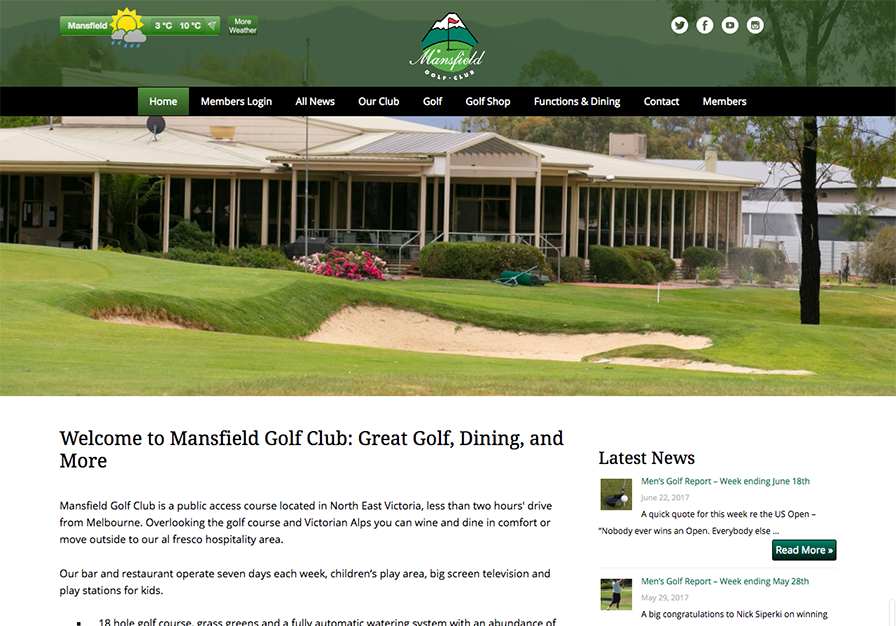 Mansfield
3 °C 10 °C
More
Weather
Mansfield
GOLF·CLUB
Home
Members Login
All News
Our Club
Golf
Golf Shop
Functions & Dining
Contact
Members
Welcome to Mansfield Golf Club: Great Golf, Dining, and
More
Mansfield Golf Club is a public access course located in North East Victoria, less than two hours' drive
from Melbourne. Overlooking the golf course and Victorian Alps you can wine and dine in comfort or
move outside to our al fresco hospitality area.
Our bar and restaurant operate seven days each week, children's play area, big screen television and
play stations for kids.
18 hole golf course, grass greens and a fully automatic watering system with an abundance of
Latest News
Men's Golf Report – Week ending June 18th
June 22, 2017
A quick quote for this week re the US Open –
"Nobody ever wins an Open. Everybody else ...
Read More »
Men's Golf Report – Week ending May 28th
May 29, 2017
A big congratulations to Nick Siperki on winning